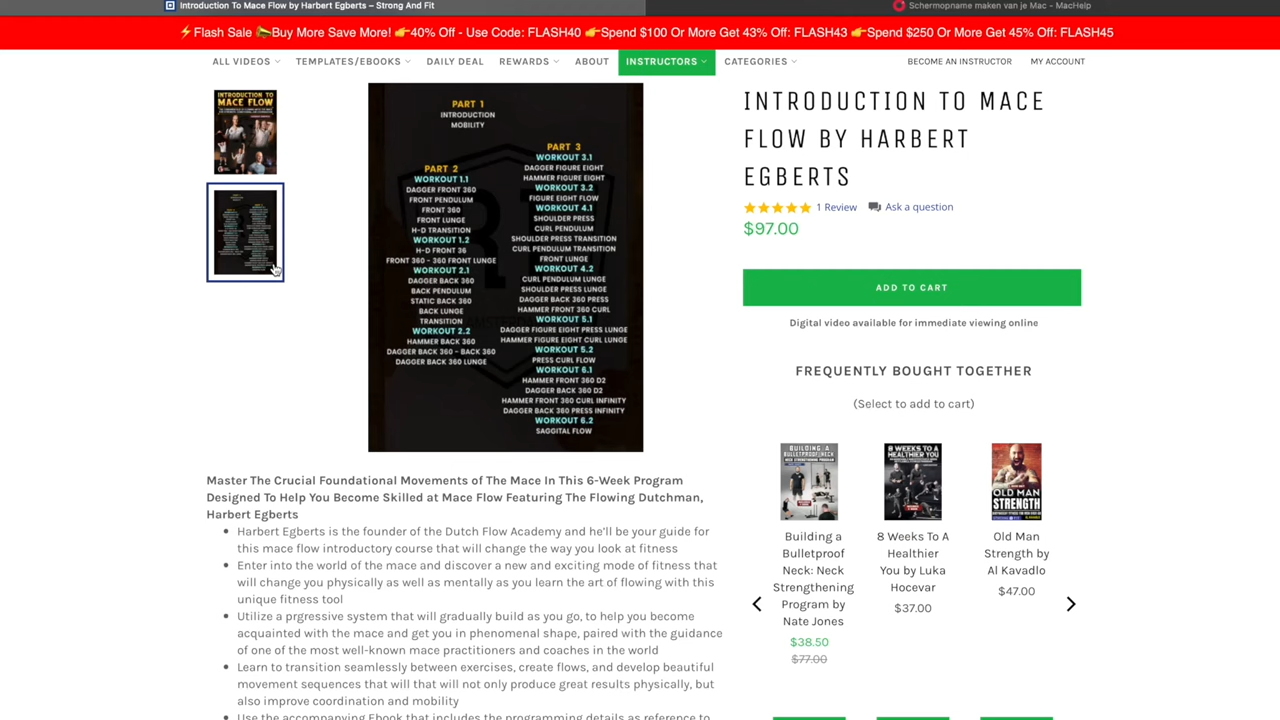 Introduction To Mace Flow by Harbert Egberts – Strong And Fit
Schermopname maken van je Mac - MacHelp
⚡Flash Sale 💸Buy More Save More! 👉40% Off - Use Code: FLASH40 👉Spend $100 Or More Get 43% Off: FLASH43 👉Spend $250 Or More Get 45% Off: FLASH45
ALL VIDEOS TEMPLATES/EBOOKS DAILY DEAL REWARDS ABOUT INSTRUCTORS CATEGORIES BECOME AN INSTRUCTOR MY ACCOUNT
INTRODUCTION TO
MACE FLOW
PART 1
INTRODUCTION
MOBILITY
PART 2
WORKOUT 1.1
DAGGER FRONT 360
FRONT PENDULUM
FRONT 360
FRONT LUNGE
H-D TRANSITION
WORKOUT 1.2
H-D FRONT 36
FRONT 360 - 360 FRONT LUNGE
WORKOUT 2.1
DAGGER BACK 360
BACK PENDULUM
STATIC BACK 360
BACK LUNGE
TRANSITION
WORKOUT 2.2
HAMMER BACK 360
DAGGER BACK 360 - BACK 360
DAGGER BACK 360 LUNGE
PART 3
WORKOUT 3.1
DAGGER FIGURE EIGHT
HAMMER FIGURE EIGHT
WORKOUT 3.2
FIGURE EIGHT FLOW
WORKOUT 4.1
SHOULDER PRESS
CURL PENDULUM
SHOULDER PRESS TRANSITION
CURL PENDULUM TRANSITION
FRONT LUNGE
WORKOUT 4.2
CURL PENDULUM LUNGE
SHOULDER PRESS LUNGE
DAGGER BACK 360 PRESS
HAMMER FRONT 360 CURL
WORKOUT 5.1
DAGGER FIGURE EIGHT PRESS LUNGE
HAMMER FIGURE EIGHT CURL LUNGE
WORKOUT 5.2
PRESS CURL FLOW
WORKOUT 6.1
HAMMER FRONT 360 D2
DAGGER BACK 360 D2
HAMMER FRONT 360 CURL INFINITY
DAGGER BACK 360 PRESS INFINITY
WORKOUT 6.2
SAGGITAL FLOW
INTRODUCTION TO MACE
FLOW BY HARBERT
EGBERTS
1 Review Ask a question
$97.00
ADD TO CART
Digital video available for immediate viewing online
FREQUENTLY BOUGHT TOGETHER
(Select to add to cart)
BUILDING A
BULLETPROOF
NECK
8 WEEKS TO A
HEALTHIER
YOU
OLD MAN
STRENGTH
Building a
Bulletproof
Neck: Neck
Strengthening
Program by
Nate Jones
$38.50
$77.00
8 Weeks To A
Healthier
You by Luka
Hocevar
$37.00
Old Man
Strength by
Al Kavadlo
$47.00
Master The Crucial Foundational Movements of The Mace In This 6-Week Program
Designed To Help You Become Skilled at Mace Flow Featuring The Flowing Dutchman,
Harbert Egberts
Harbert Egberts is the founder of the Dutch Flow Academy and he'll be your guide for
this mace flow introductory course that will change the way you look at fitness
Enter into the world of the mace and discover a new and exciting mode of fitness that
will change you physically as well as mentally as you learn the art of flowing with this
unique fitness tool
Utilize a prgressive system that will gradually build as you go, to help you become
acquainted with the mace and get you in phenomenal shape, paired with the guidance
of one of the most well-known mace practitioners and coaches in the world
Learn to transition seamlessly between exercises, create flows, and develop beautiful
movement sequences that will that will not only produce great results physically, but
also improve coordination and mobility
Use the accompanying Ebook that includes the programming details as reference to